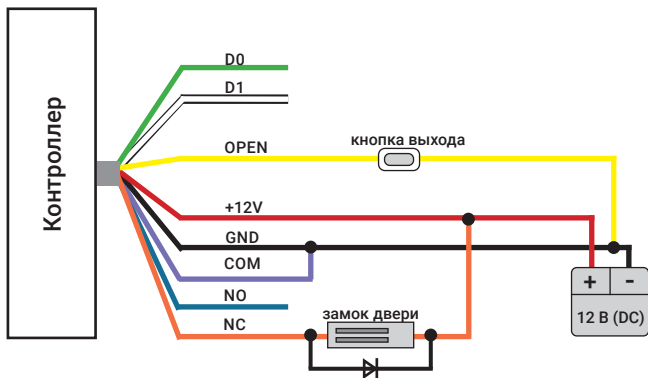 Контроллер
D0
D1
OPEN
кнопка выхода
+12V
GND
COM
NO
NC
замок двери
+ -
12 В (DC)